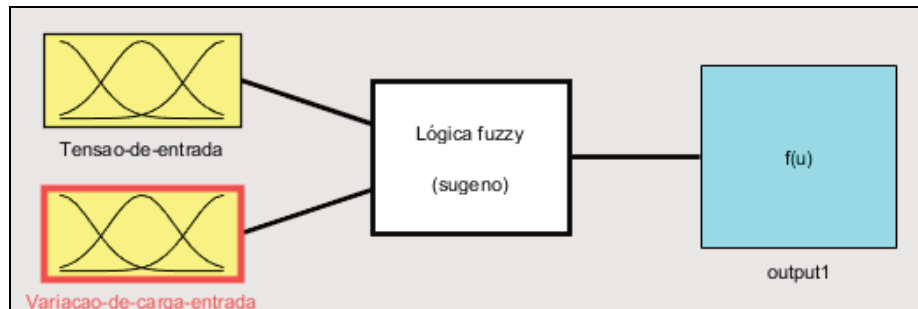 Tensao-de-entrada
Variacao-de-carga-entrada
Lógica fuzzy
(sugeno)
f(u)
output1